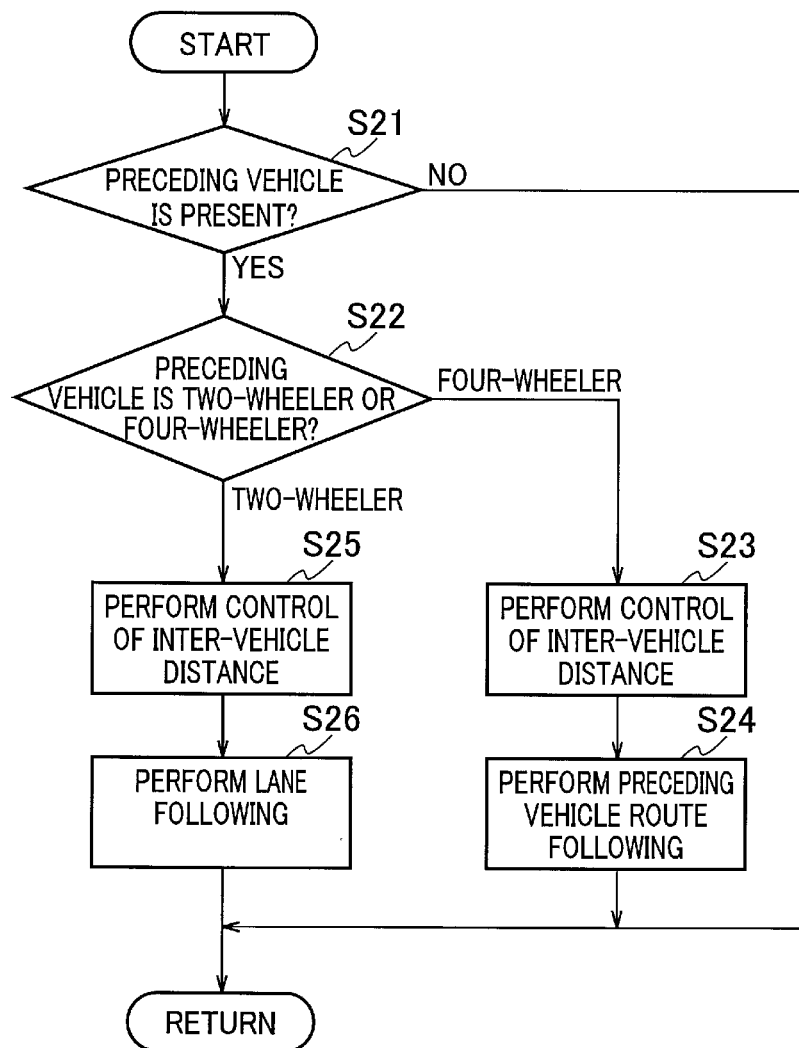 START
S21
PRECEDING VEHICLE
IS PRESENT?
NO
YES
S22
PRECEDING
VEHICLE IS TWO-WHEELER OR
FOUR-WHEELER?
FOUR-WHEELER
TWO-WHEELER
S25
PERFORM CONTROL
OF INTER-VEHICLE
DISTANCE
S23
PERFORM CONTROL
OF INTER-VEHICLE
DISTANCE
S26
PERFORM LANE
FOLLOWING
S24
PERFORM PRECEDING
VEHICLE ROUTE
FOLLOWING
RETURN